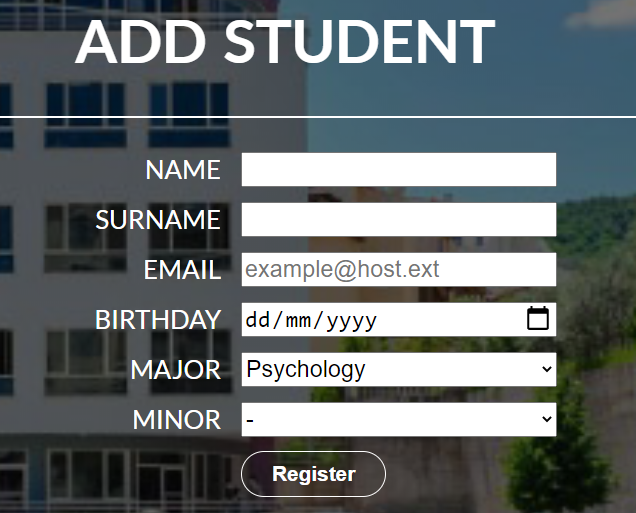 ADD STUDENT
NAME
SURNAME
EMAIL example@host.ext
BIRTHDAY dd/mm/yyyy
MAJOR Psychology
MINOR -
Register